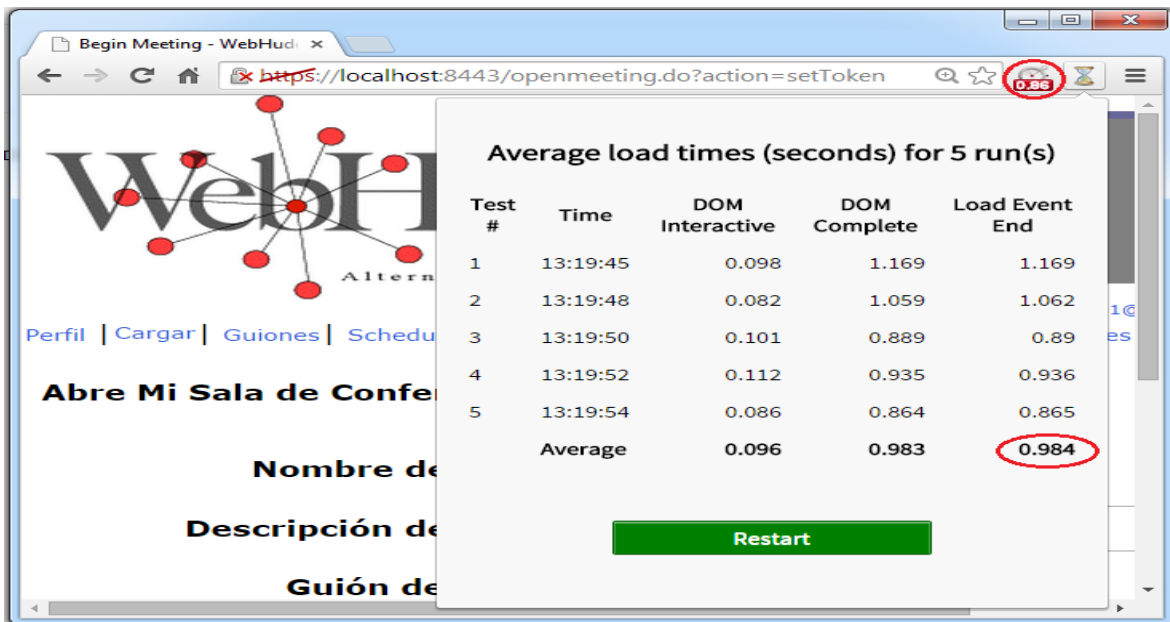 Begin Meeting - WebHud
https://localhost:8443/openmeeting.do?action=setToken
0.86
WebH
Altern
Perfil | Cargar | Guiones | Schedu
1@
es
Abre Mi Sala de Confe
Nombre de
Descripción de
Guión de
Average load times (seconds) for 5 run(s)
Test # Time DOM Interactive DOM Complete Load Event End
1 13:19:45 0.098 1.169 1.169
2 13:19:48 0.082 1.059 1.062
3 13:19:50 0.101 0.889 0.89
4 13:19:52 0.112 0.935 0.936
5 13:19:54 0.086 0.864 0.865
Average 0.096 0.983 0.984
Restart